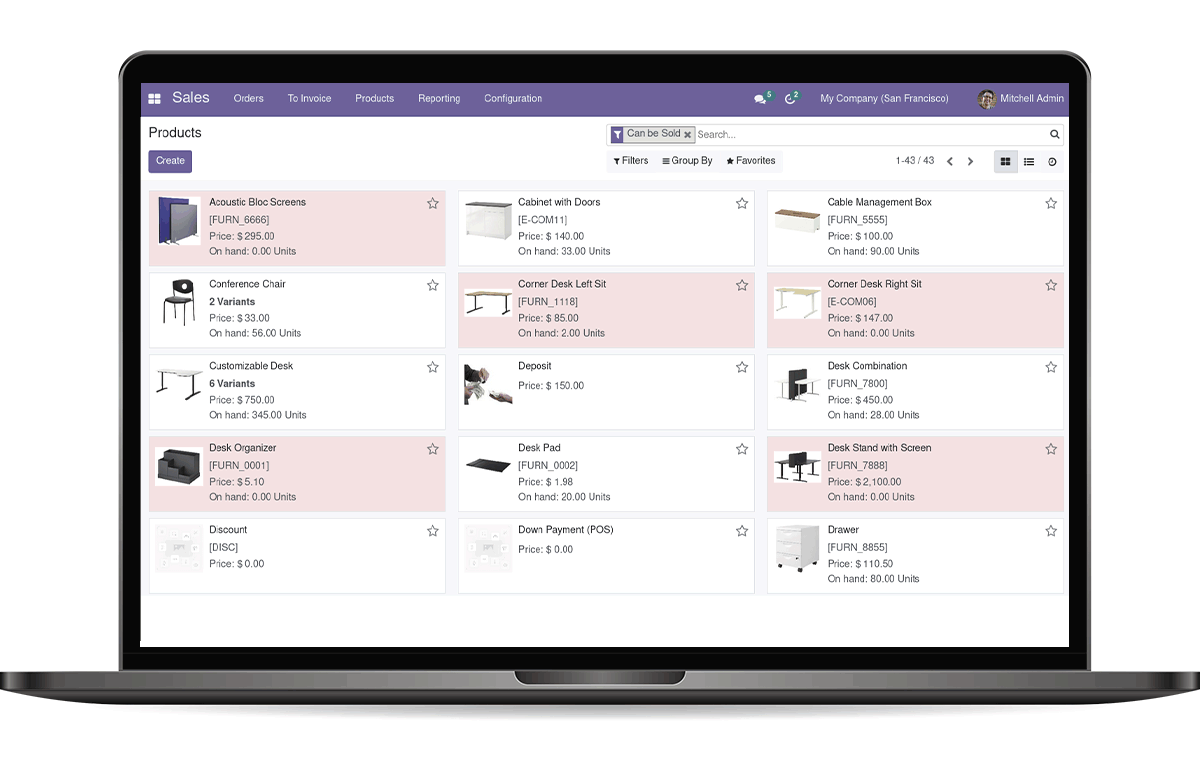 Sales Orders To Invoice Products Reporting Configuration 5 2 My Company (San Francisco) Mitchell Admin
Products
Can be Sold Search...
Create
Filters Group By Favorites 1-43 / 43
Acoustic Bloc Screens
[FURN_6666]
Price: $ 295.00
On hand: 0.00 Units
Cabinet with Doors
[E-COM11]
Price: $ 140.00
On hand: 33.00 Units
Cable Management Box
[FURN_5555]
Price: $ 100.00
On hand: 90.00 Units
Conference Chair
2 Variants
Price: $ 33.00
On hand: 56.00 Units
Corner Desk Left Sit
[FURN_1118]
Price: $ 85.00
On hand: 2.00 Units
Corner Desk Right Sit
[E-COM06]
Price: $ 147.00
On hand: 0.00 Units
Customizable Desk
6 Variants
Price: $ 750.00
On hand: 345.00 Units
Deposit
Price: $ 150.00
Desk Combination
[FURN_7800]
Price: $ 450.00
On hand: 28.00 Units
Desk Organizer
[FURN_0001]
Price: $ 5.10
On hand: 0.00 Units
Desk Pad
[FURN_0002]
Price: $ 1.98
On hand: 20.00 Units
Desk Stand with Screen
[FURN_7888]
Price: $ 2,100.00
On hand: 0.00 Units
Discount
[DISC]
Price: $ 0.00
Down Payment (POS)
Price: $ 0.00
Drawer
[FURN_8855]
Price: $ 110.50
On hand: 80.00 Units